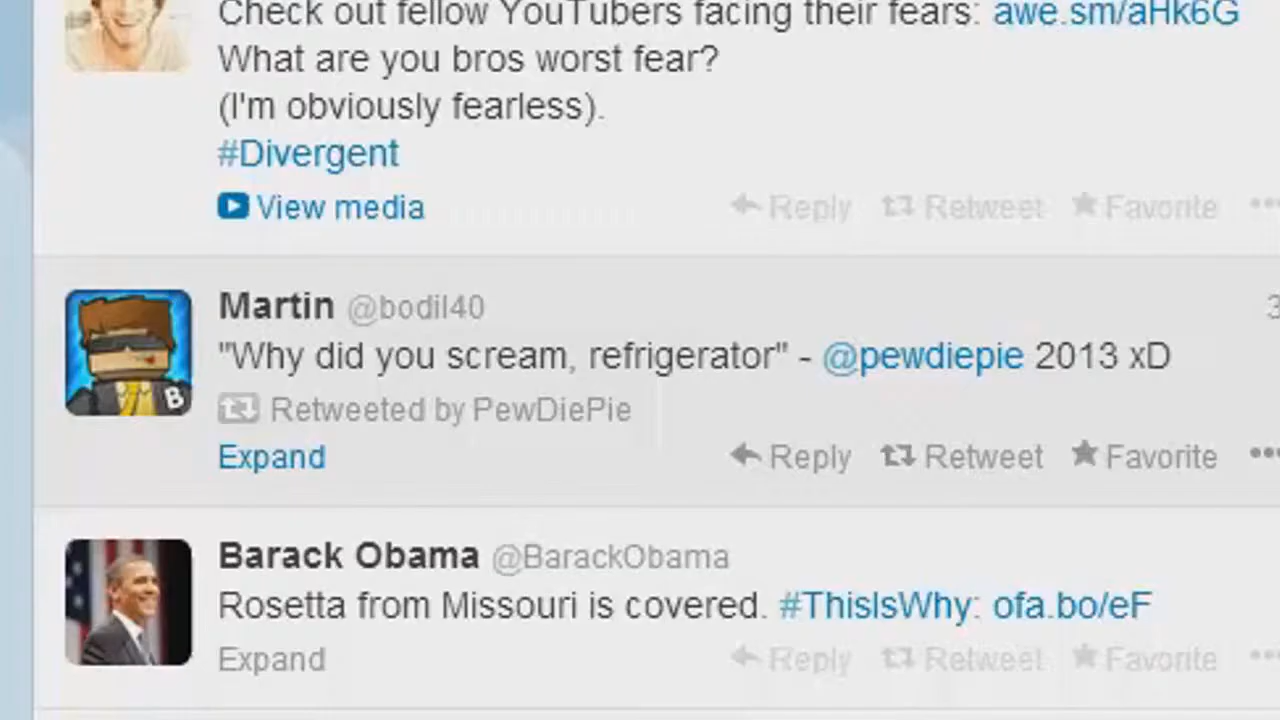 Check out fellow YouTubers facing their fears: awe.sm/aHk6G
What are you bros worst fear?
(I'm obviously fearless).
#Divergent
View media Reply Retweet Favorite
Martin @bodil40 3
"Why did you scream, refrigerator" - @pewdiepie 2013 xD
B
Retweeted by PewDiePie
Expand Reply Retweet Favorite
Barack Obama @BarackObama
Rosetta from Missouri is covered. #ThisIsWhy: ofa.bo/eF
Expand Reply Retweet Favorite